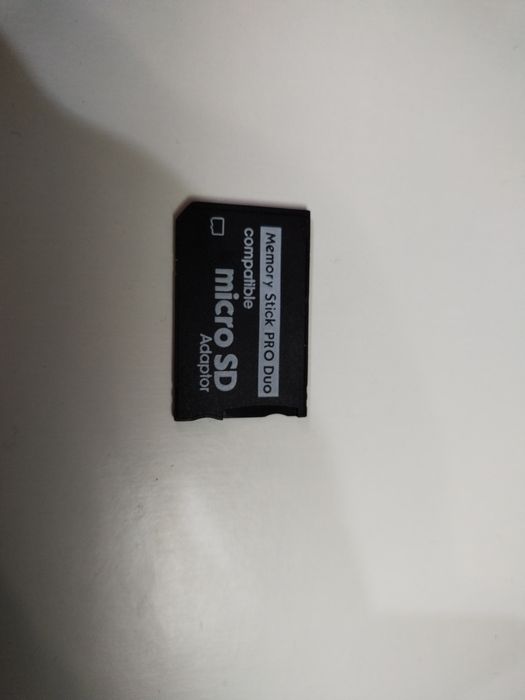 Memory Stick PRO Duo
compatible
micro SD
Adaptor